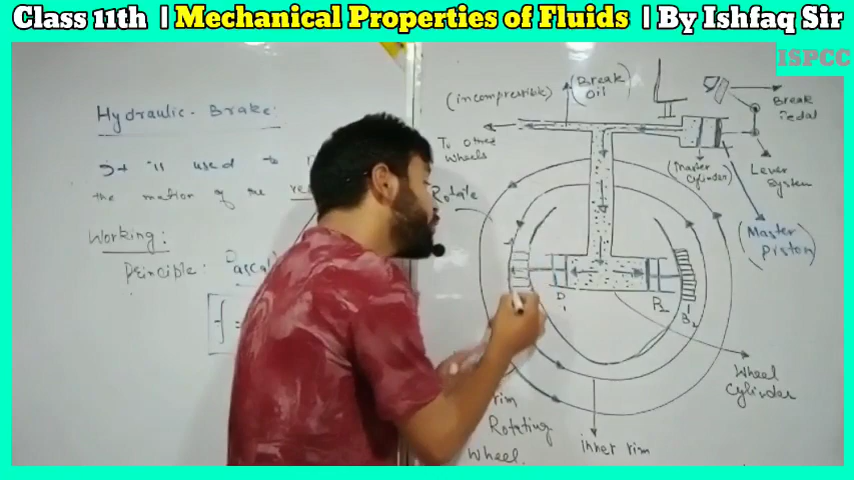 Class 11th | Mechanical Properties of Fluids | By Ishfaq Sir
ISPCC
Hydraulic - Brake:
It is used to
the motion of the
Working:
Principle:
f =
(incompressible)
(Break
Oil)
To other
wheels
Rotate
Break
Pedal
(master
cylinder)
Lever
System
(Master
Piston)
P1
P2
B2
Wheel
Cylinder
rim
Rotating
Wheel.
inner rim